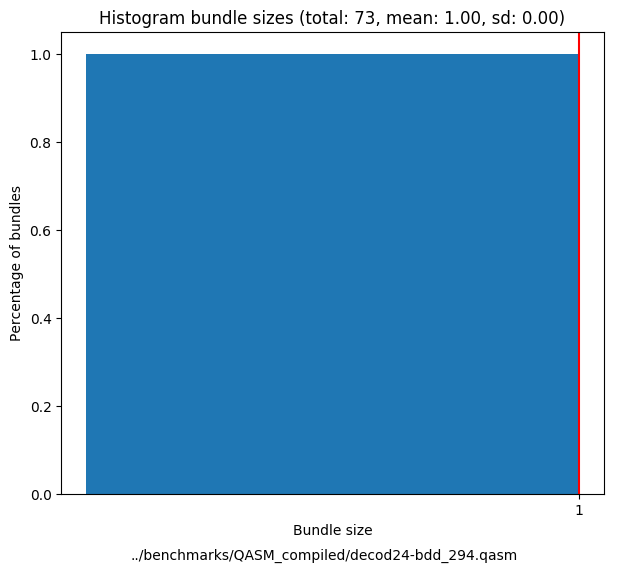 Histogram bundle sizes (total: 73, mean: 1.00, sd: 0.00)
Percentage of bundles
1.0
0.8
0.6
0.4
0.2
0.0
1
Bundle size
../benchmarks/QASM_compiled/decod24-bdd_294.qasm